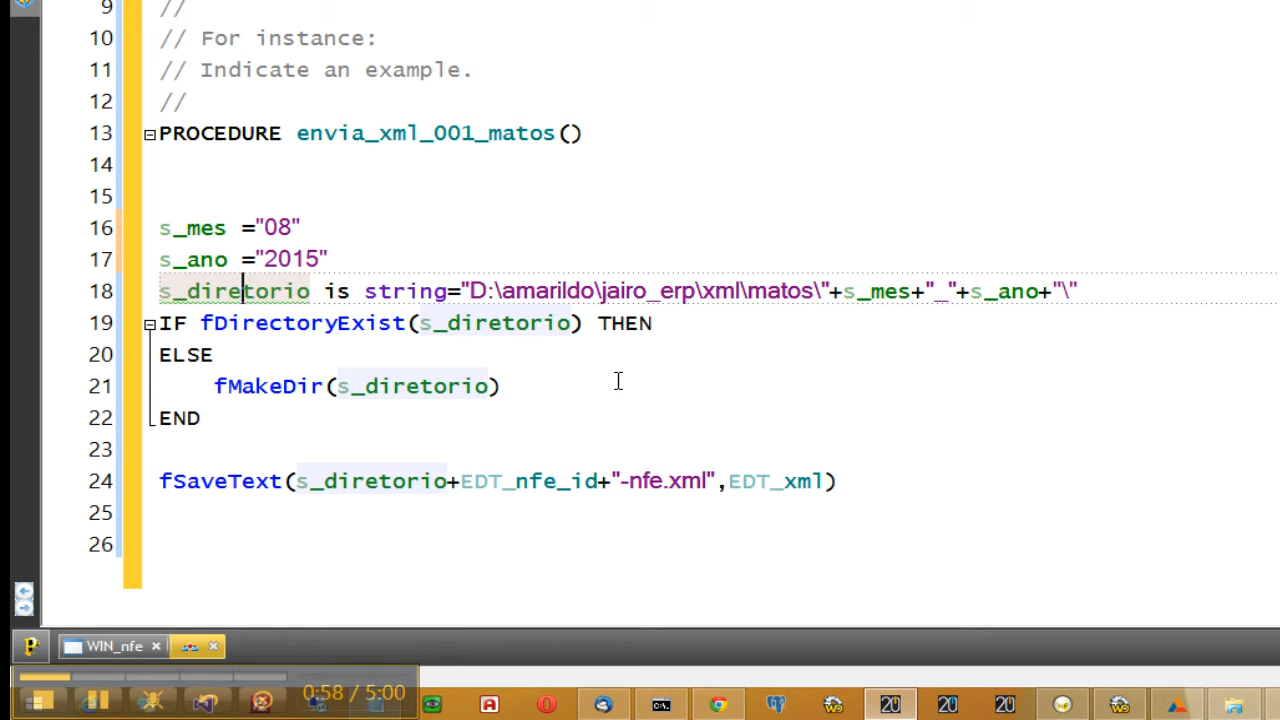 9 //
10 // For instance:
11 // Indicate an example.
12 //
13 PROCEDURE envia_xml_001_matos()
14
15
16 s_mes ="08"
17 s_ano ="2015"
18 s_diretorio is string="D:\amarildo\jairo_erp\xml\matos\"+s_mes+"_"+s_ano+"\"
19 IF fDirectoryExist(s_diretorio) THEN
20 ELSE
21 fMakeDir(s_diretorio)
22 END
23
24 fSaveText(s_diretorio+EDT_nfe_id+"-nfe.xml",EDT_xml)
25
26
WIN_nfe
0:58 / 5:00
A 20 20 20